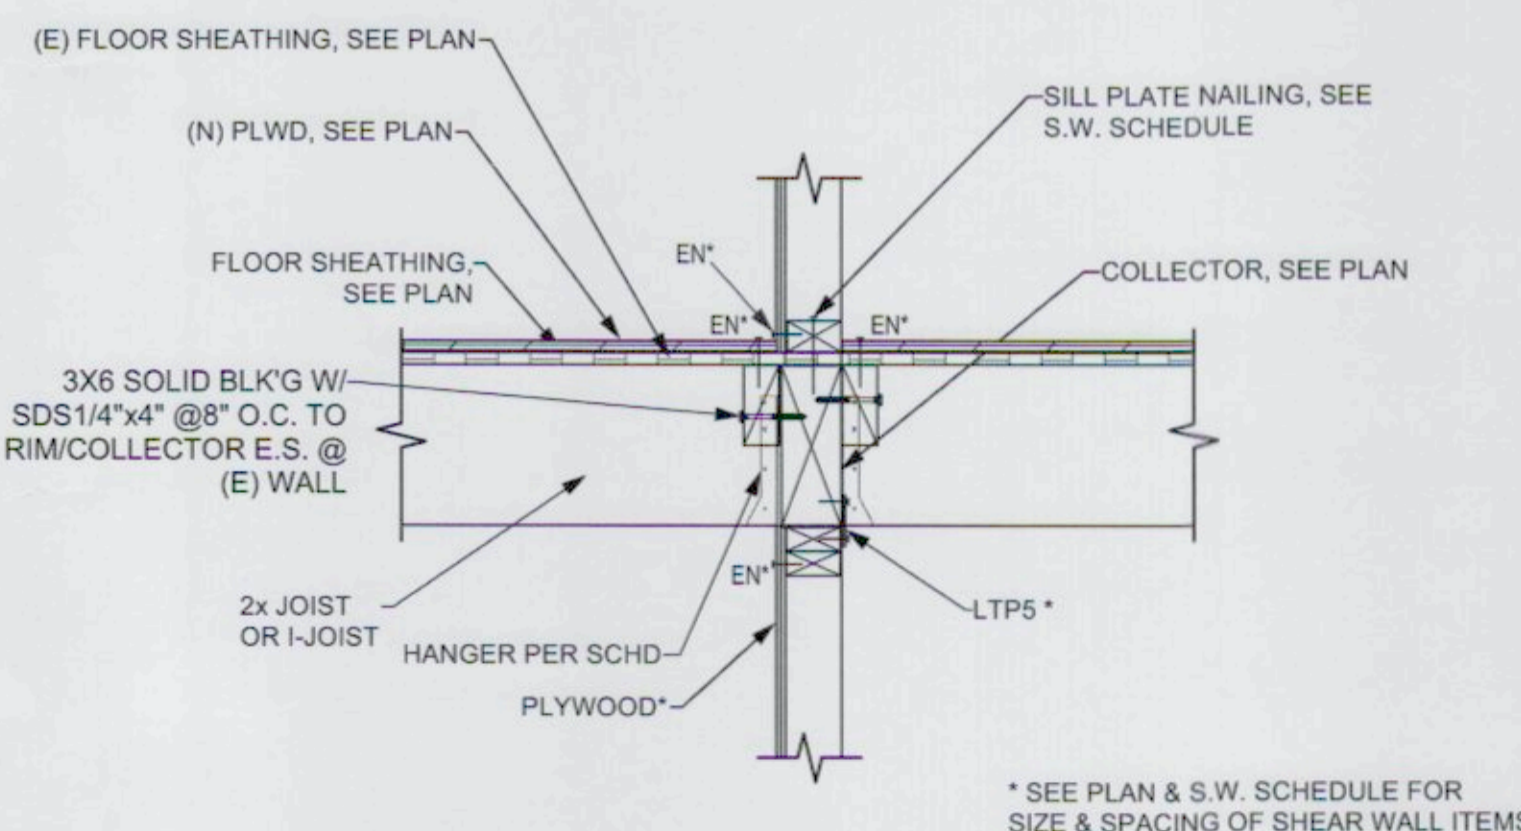 (E) FLOOR SHEATHING, SEE PLAN
(N) PLWD, SEE PLAN
FLOOR SHEATHING,
SEE PLAN
3X6 SOLID BLK'G W/
SDS1/4"x4" @8" O.C. TO
RIM/COLLECTOR E.S. @
(E) WALL
2x JOIST
OR I-JOIST
HANGER PER SCHD
PLYWOOD*
EN*
EN*
EN*
EN*
SILL PLATE NAILING, SEE
S.W. SCHEDULE
COLLECTOR, SEE PLAN
LTP5 *
* SEE PLAN & S.W. SCHEDULE FOR
SIZE & SPACING OF SHEAR WALL ITEMS